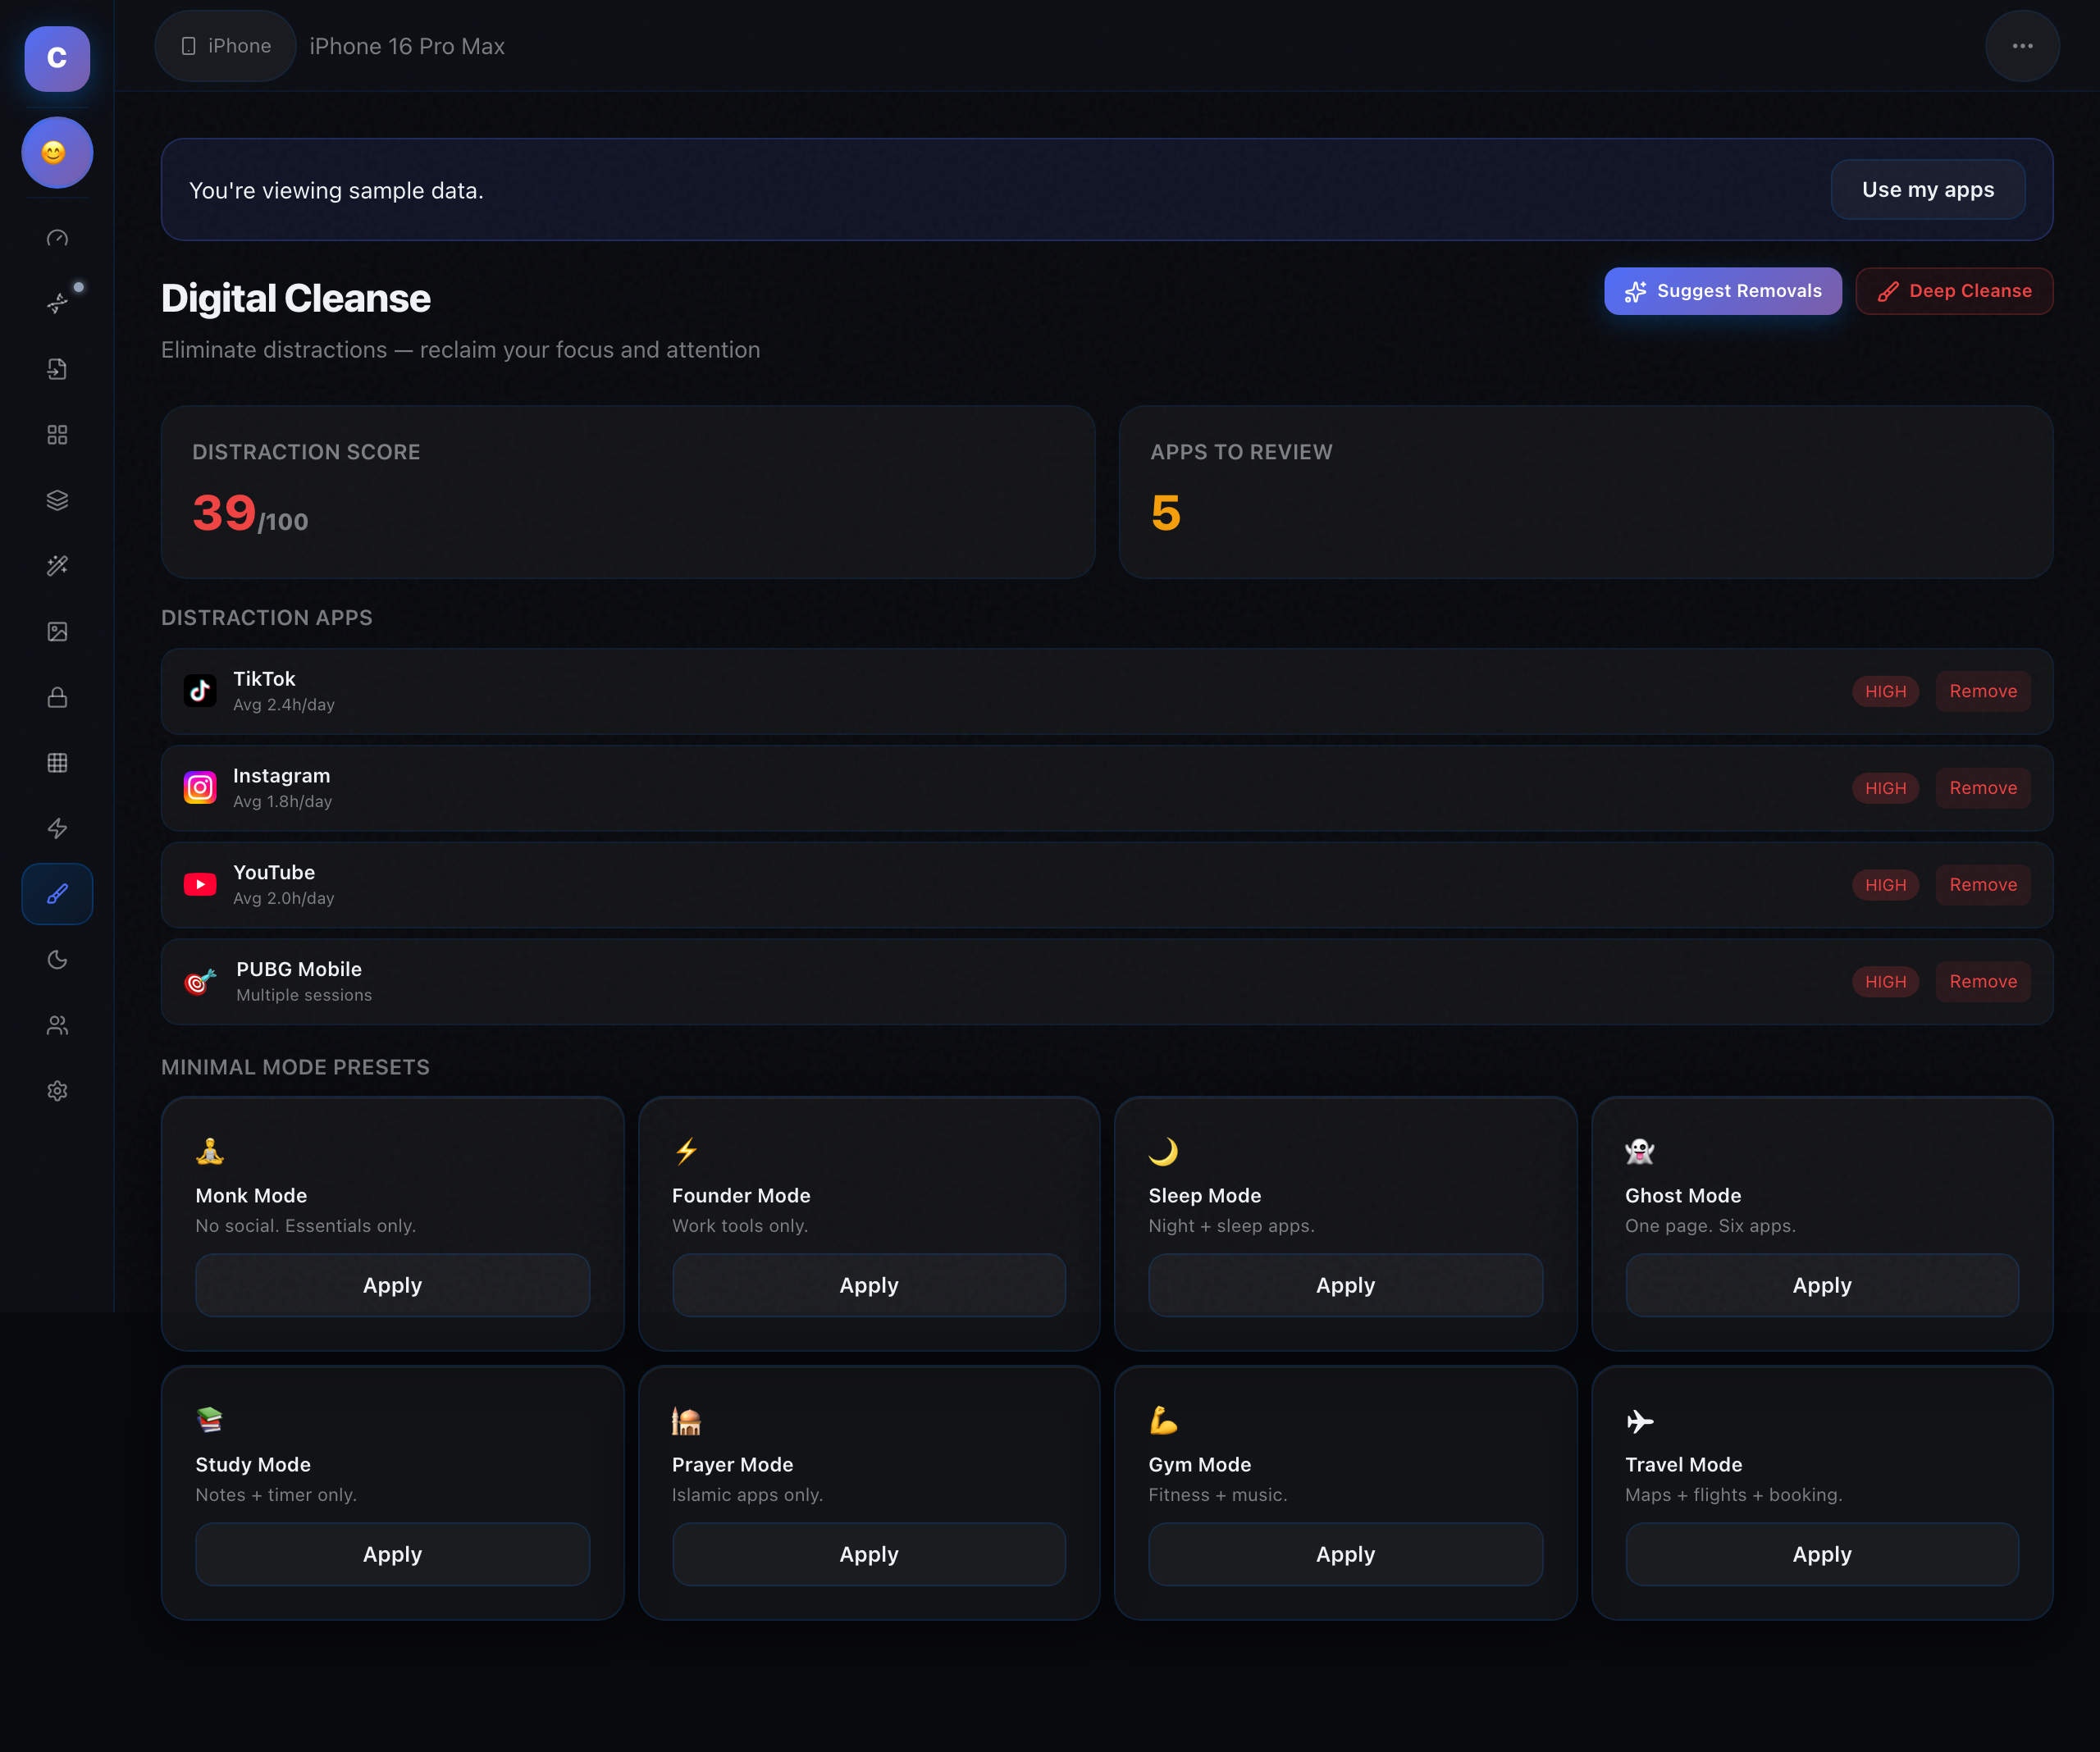 C
iPhone
iPhone 16 Pro Max
You're viewing sample data.
Use my apps
Digital Cleanse
Suggest Removals
Deep Cleanse
Eliminate distractions — reclaim your focus and attention
DISTRACTION SCORE
39/100
APPS TO REVIEW
5
DISTRACTION APPS
TikTok
Avg 2.4h/day
HIGH
Remove
Instagram
Avg 1.8h/day
HIGH
Remove
YouTube
Avg 2.0h/day
HIGH
Remove
PUBG Mobile
Multiple sessions
HIGH
Remove
MINIMAL MODE PRESETS
Monk Mode
No social. Essentials only.
Apply
Founder Mode
Work tools only.
Apply
Sleep Mode
Night + sleep apps.
Apply
Ghost Mode
One page. Six apps.
Apply
Study Mode
Notes + timer only.
Apply
Prayer Mode
Islamic apps only.
Apply
Gym Mode
Fitness + music.
Apply
Travel Mode
Maps + flights + booking.
Apply